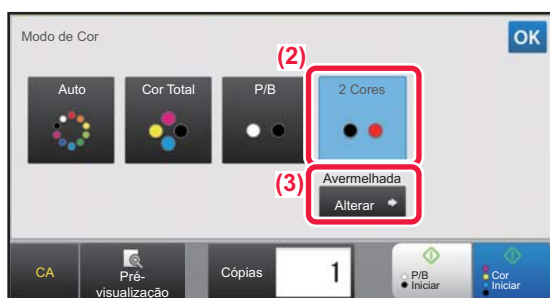 Modo de Cor
OK
(2)
Auto
Cor Total
P/B
2 Cores
(3)
Avermelhada
Alterar
CA
Pré-
visualização
Cópias
1
P/B
Iniciar
Cor
Iniciar